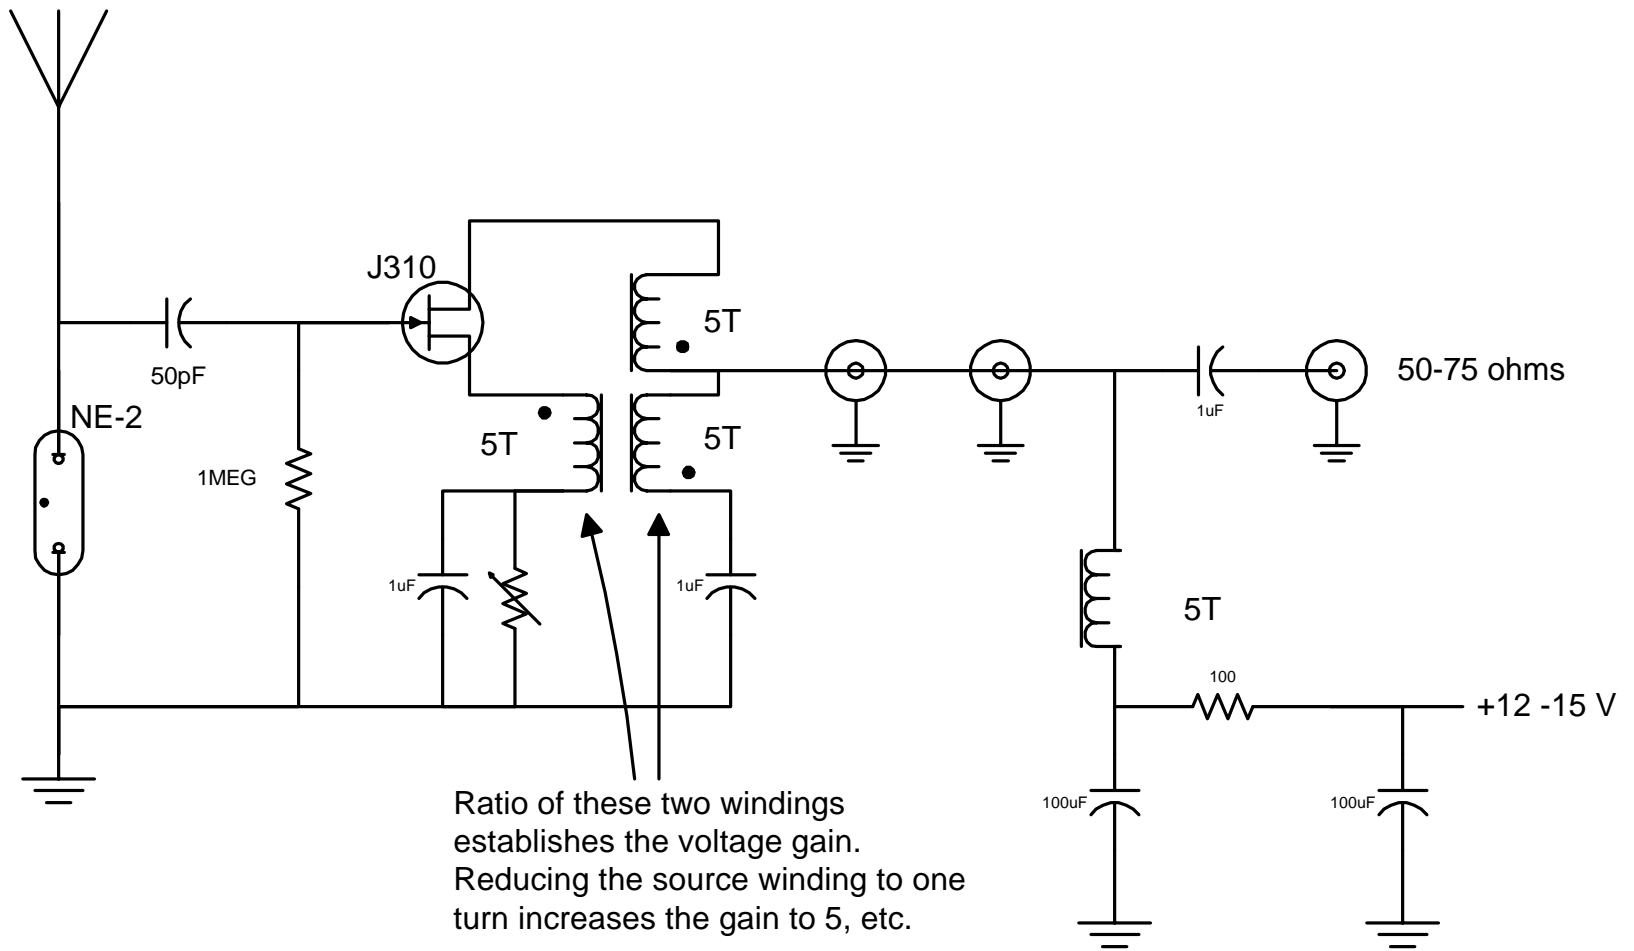 J310
5T
50pF
50-75 ohms
1uF
NE-2
5T
5T
1MEG
1uF
1uF
5T
100
+12 -15 V
100uF
100uF
Ratio of these two windings
establishes the voltage gain.
Reducing the source winding to one
turn increases the gain to 5, etc.